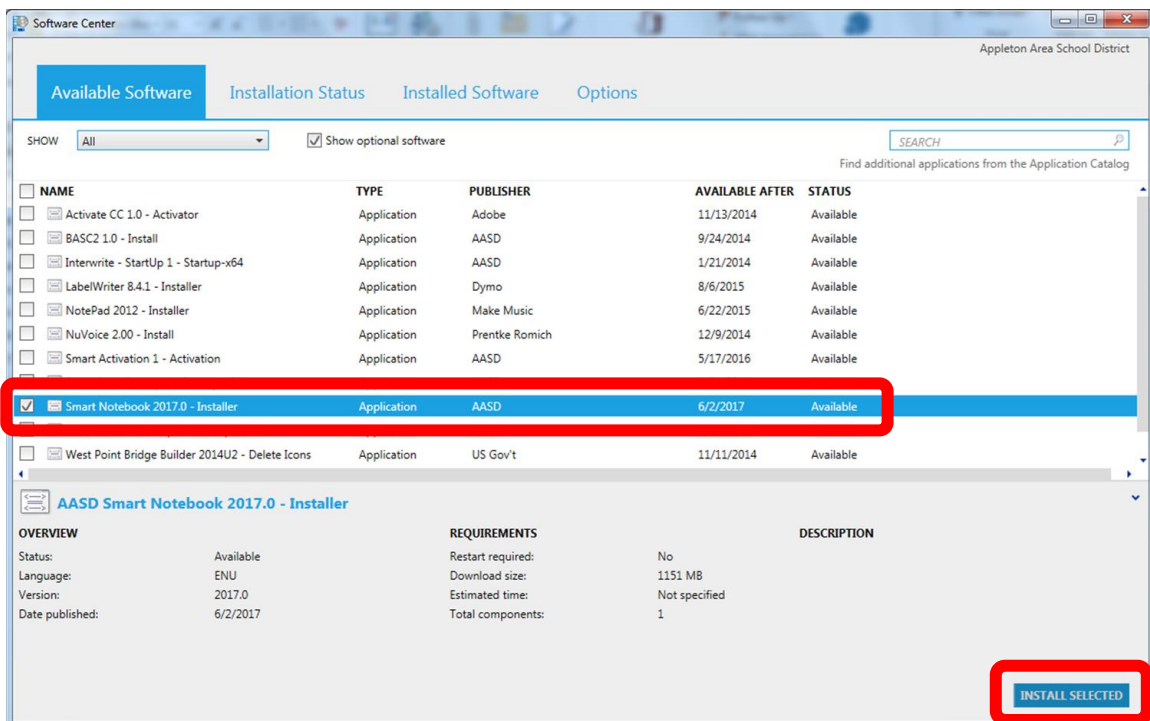 Software Center
Appleton Area School District
Available Software Installation Status Installed Software Options
SHOW All Show optional software SEARCH
Find additional applications from the Application Catalog
NAME TYPE PUBLISHER AVAILABLE AFTER STATUS
Activate CC 1.0 - Activator Application Adobe 11/13/2014 Available
BASC2 1.0 - Install Application AASD 9/24/2014 Available
Interwrite - StartUp 1 - Startup-x64 Application AASD 1/21/2014 Available
LabelWriter 8.4.1 - Installer Application Dymo 8/6/2015 Available
NotePad 2012 - Installer Application Make Music 6/22/2015 Available
NuVoice 2.00 - Install Application Prentke Romich 12/9/2014 Available
Smart Activation 1 - Activation Application AASD 5/17/2016 Available
Smart Notebook 2017.0 - Installer Application AASD 6/2/2017 Available
West Point Bridge Builder 2014U2 - Delete Icons Application US Gov't 11/11/2014 Available
AASD Smart Notebook 2017.0 - Installer
OVERVIEW REQUIREMENTS DESCRIPTION
Status: Available Restart required: No
Language: ENU Download size: 1151 MB
Version: 2017.0 Estimated time: Not specified
Date published: 6/2/2017 Total components: 1
INSTALL SELECTED